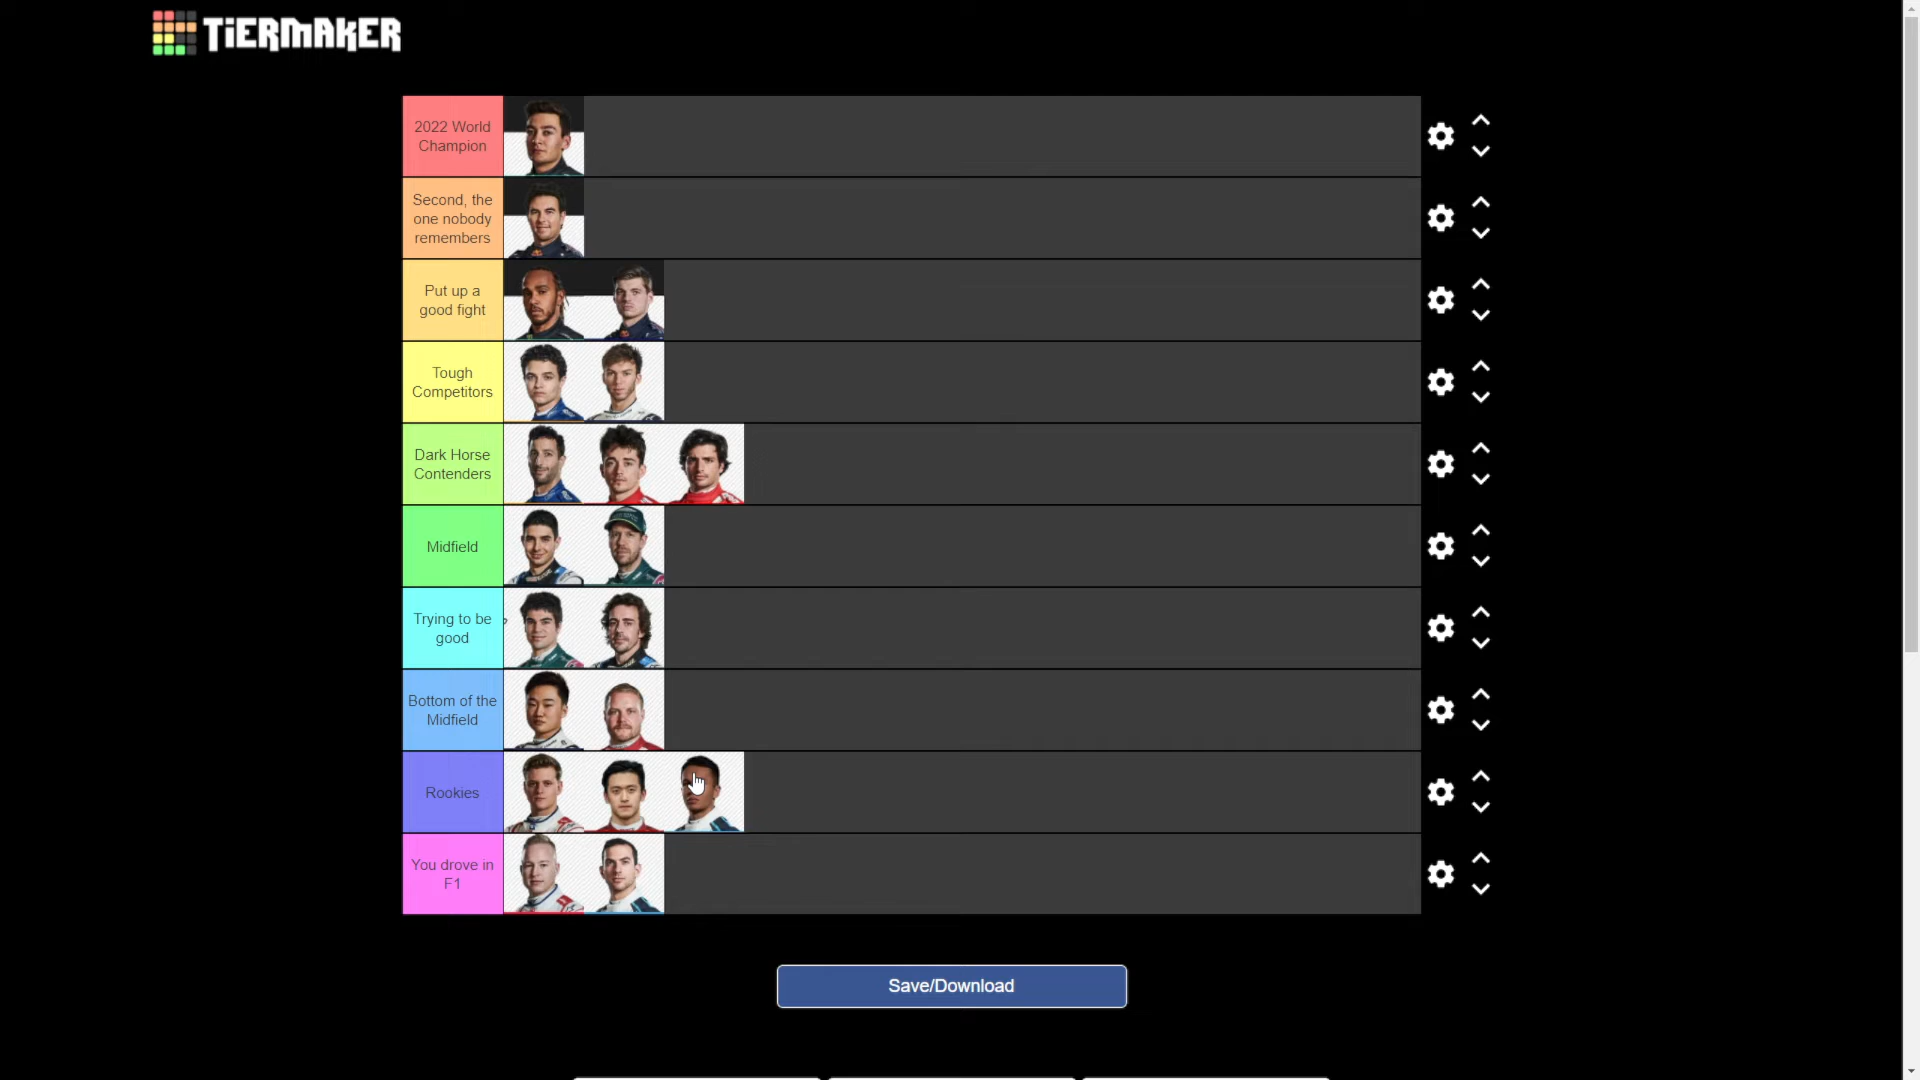 TiERMAKER
2022 World
Champion
Second, the
one nobody
remembers
Put up a
good fight
Tough
Competitors
Dark Horse
Contenders
Midfield
Trying to be
good
Bottom of the
Midfield
Rookies
You drove in
F1
Save/Download